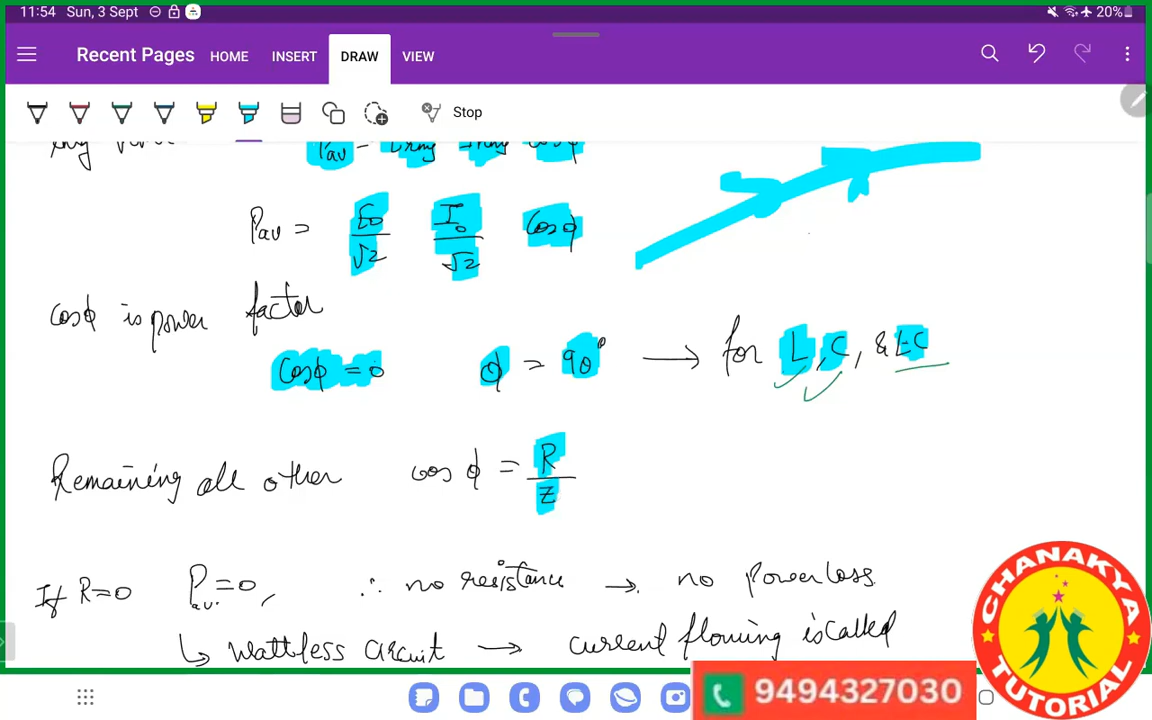 11:54 Sun, 3 Sept 20%
Recent Pages HOME INSERT DRAW VIEW
Stop
Pav = Erms Irms cosφ
Pav = E0/√2 I0/√2 cosφ
cosφ is power factor
cosφ = 0 φ = 90° → for L, C, & LC
Remaining all other cos φ = R/Z
If R=0 Pav. = 0, ∴ no resistance → no powerloss
↳ wattless circuit → current flowing is called
CHANAKYA
TUTORIAL
9494327030